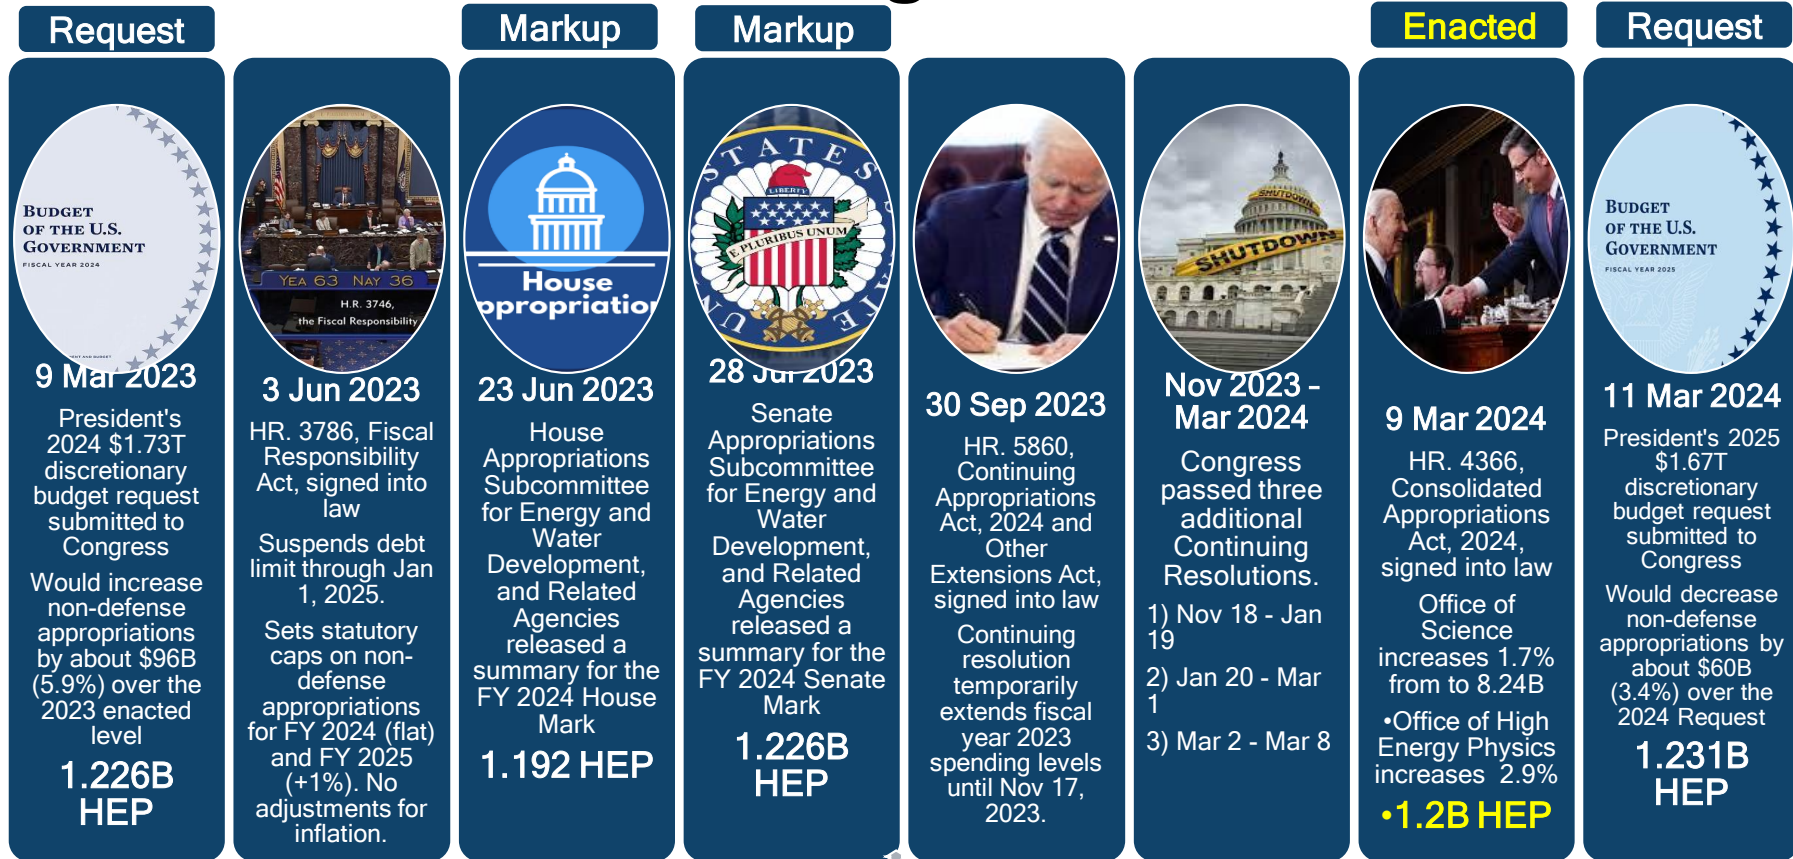 Request
BUDGET
OF THE U.S.
GOVERNMENT
FISCAL YEAR 2024
9 Mar 2023
President's
2024 $1.73T
discretionary
budget request
submitted to
Congress
Would increase
non-defense
appropriations
by about $96B
(5.9%) over the
2023 enacted
level
1.226B
HEP
YEA 63 NAY 36
H.R. 3746,
the Fiscal Responsibility
3 Jun 2023
HR. 3786, Fiscal
Responsibility
Act, signed into
law
Suspends debt
limit through Jan
1, 2025.
Sets statutory
caps on non-
defense
appropriations
for FY 2024 (flat)
and FY 2025
(+1%). No
adjustments for
inflation.
Markup
House
ppropriatio
23 Jun 2023
House
Appropriations
Subcommittee
for Energy and
Water
Development,
and Related
Agencies
released a
summary for the
FY 2024 House
Mark
1.192 HEP
Markup
STATES
LIBERTY
E PLURIBUS UNUM
UN
ATE
28 Jul 2023
Senate
Appropriations
Subcommittee
for Energy and
Water
Development,
and Related
Agencies
released a
summary for the
FY 2024 Senate
Mark
1.226B
HEP
30 Sep 2023
HR. 5860,
Continuing
Appropriations
Act, 2024 and
Other
Extensions Act,
signed into law
Continuing
resolution
temporarily
extends fiscal
year 2023
spending levels
until Nov 17,
2023.
SHUTDOWN
SHUTDOWN
SHUTDOWN
Nov 2023 –
Mar 2024
Congress
passed three
additional
Continuing
Resolutions.
1) Nov 18 - Jan
19
2) Jan 20 - Mar
1
3) Mar 2 - Mar 8
Enacted
9 Mar 2024
HR. 4366,
Consolidated
Appropriations
Act, 2024,
signed into law
Office of
Science
increases 1.7%
from to 8.24B
•Office of High
Energy Physics
increases 2.9%
•1.2B HEP
Request
BUDGET
OF THE U.S.
GOVERNMENT
FISCAL YEAR 2025
11 Mar 2024
President's 2025
$1.67T
discretionary
budget request
submitted to
Congress
Would decrease
non-defense
appropriations by
about $60B
(3.4%) over the
2024 Request
1.231B
HEP